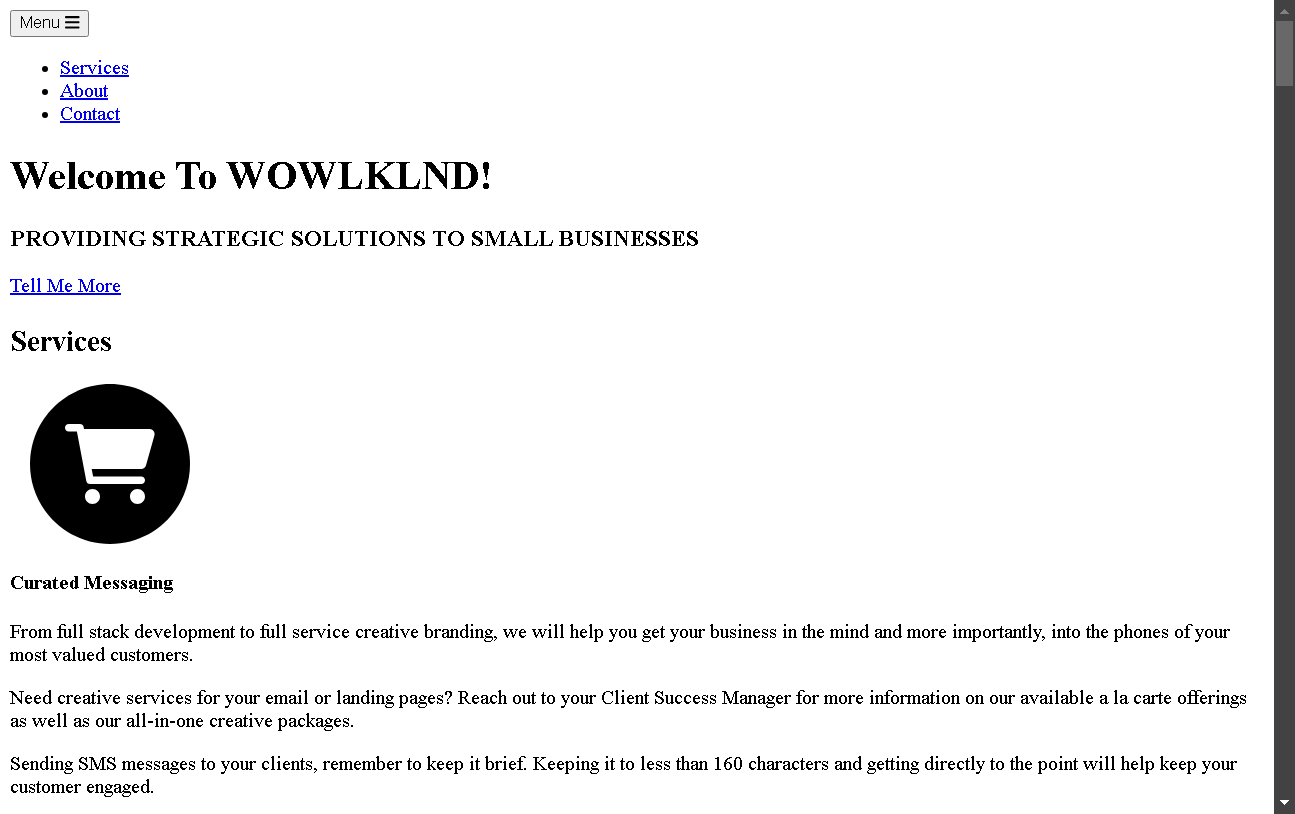 Menu
Services
About
Contact
Welcome To WOWLKLND!
PROVIDING STRATEGIC SOLUTIONS TO SMALL BUSINESSES
Tell Me More
Services
Curated Messaging
From full stack development to full service creative branding, we will help you get your business in the mind and more importantly, into the phones of your
most valued customers.
Need creative services for your email or landing pages? Reach out to your Client Success Manager for more information on our available a la carte offerings
as well as our all-in-one creative packages.
Sending SMS messages to your clients, remember to keep it brief. Keeping it to less than 160 characters and getting directly to the point will help keep your
customer engaged.